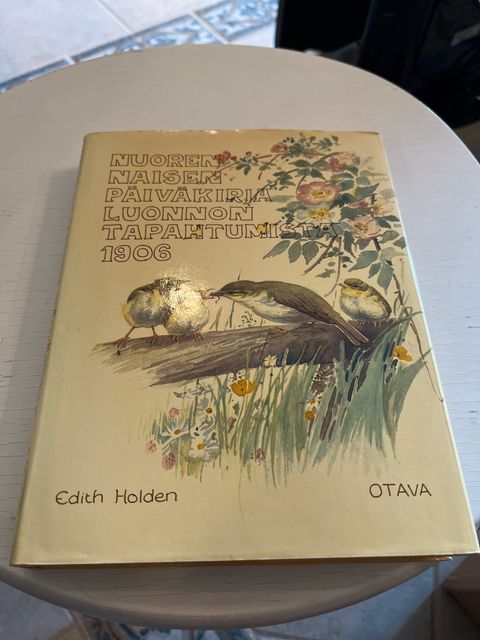 NUOREN
NAISEN
PÄIVÄKIRJA
LUONNON
TAPAHTUMISTA
1906
Edith Holden
OTAVA